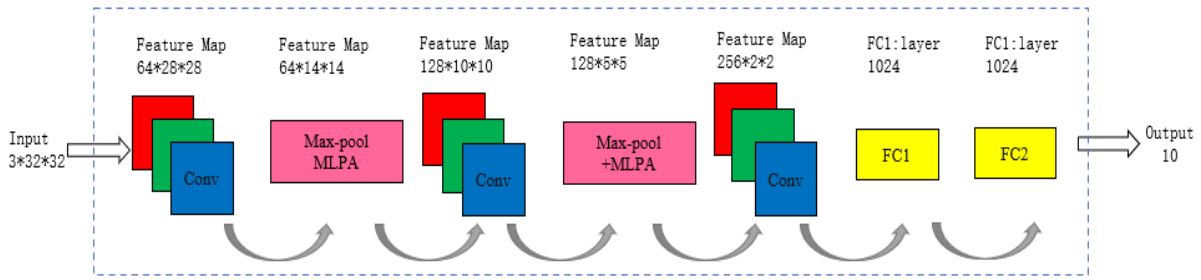 Feature Map
64*28*28
Feature Map
64*14*14
Feature Map
128*10*10
Feature Map
128*5*5
Feature Map
256*2*2
FC1:layer
1024
FC1:layer
1024
Input
3*32*32
Conv
Max-pool
MLPA
Conv
Max-pool
+MLPA
Conv
FC1
FC2
Output
10